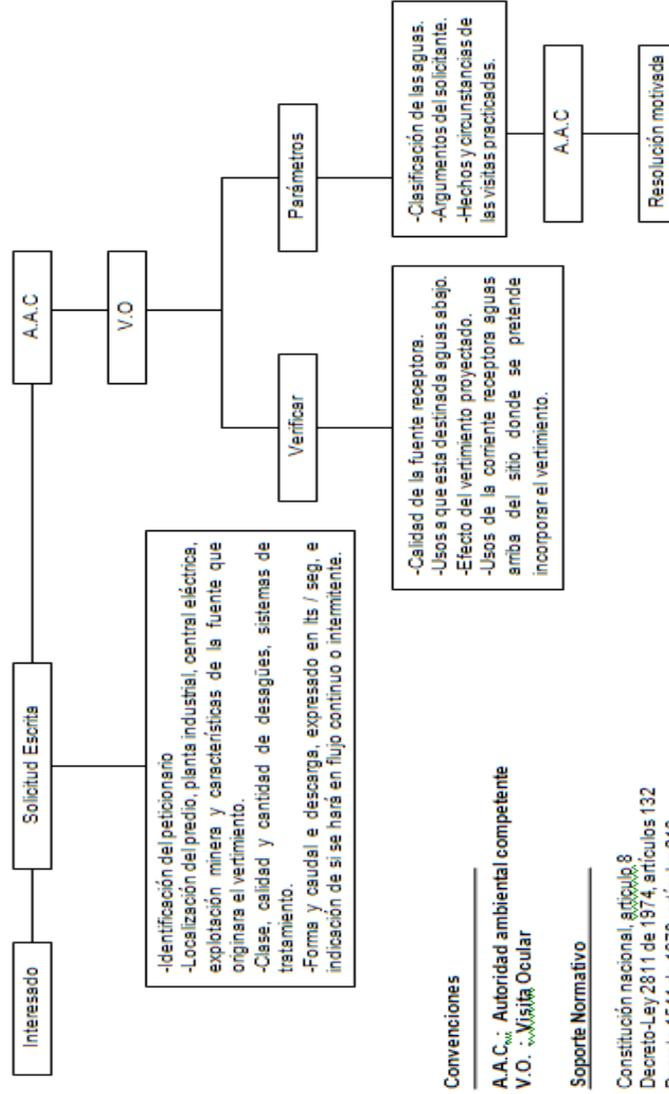 Interesado
Solicitud Escrita
A.A.C
V.O
-Identificación del peticionario
-Localización del predio, planta industrial, central eléctrica,
explotación minera y características de la fuente que
originara el vertimiento.
-Clase, calidad y cantidad de desagües, sistemas de
tratamiento.
-Forma y caudal e descarga, expresado en lts / seg, e
indicación de si se hará en flujo continuo o intermitente.
Verificar
Parámetros
-Calidad de la fuente receptora.
-Usos a que esta destinada aguas abajo.
-Efecto del vertimiento proyectado.
-Usos de la corriente receptora aguas
arriba del sitio donde se pretende
incorporar el vertimiento.
-Clasificación de las aguas.
-Argumentos del solicitante.
-Hechos y circunstancias de
las visitas practicadas.
A.A.C
Resolución motivada
Convenciones
A.A.C. : Autoridad ambiental competente
V.O. : Visita Ocular
Soporte Normativo
Constitución nacional, articulo 8
Decreto-Ley 2811 de 1974, artículos 132